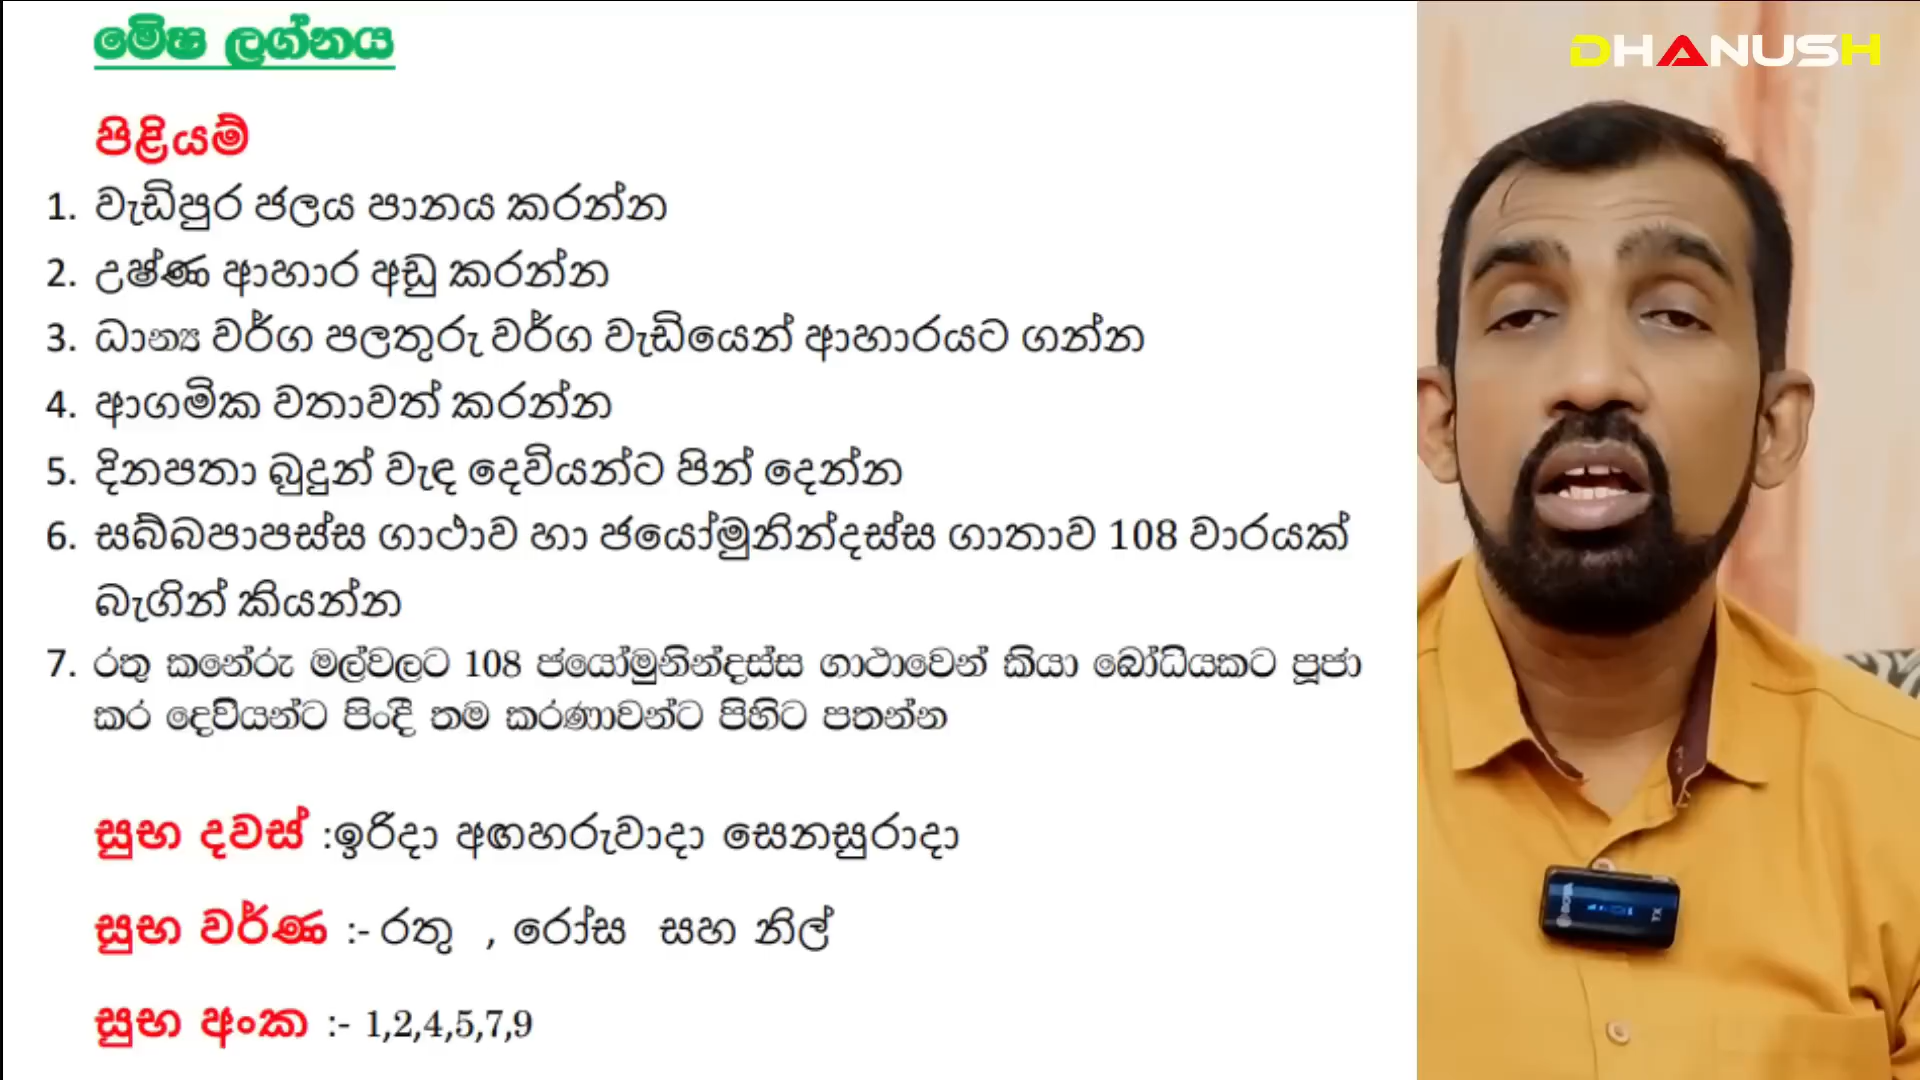 මේෂ ලග්නය
DHANUSH
පිළියම්
1. වැඩිපුර ජලය පානය කරන්න
2. උෂ්ණ ආහාර අඩු කරන්න
3. ධාන්‍ය වර්ග පලතුරු වර්ග වැඩියෙන් ආහාරයට ගන්න
4. ආගමික වතාවත් කරන්න
5. දිනපතා බුදුන් වැඳ දෙවියන්ට පින් දෙන්න
6. සබ්බපාපස්ස ගාථාව හා ජයෝමුනින්දස්ස ගාතාව 108 වාරයක්
බැගින් කියන්න
7. රතු කනේරු මල්වලට 108 ජයෝමුනින්දස්ස ගාථාවෙන් කියා බෝධියකට පූජා
කර දෙවියන්ට පිංදී තම කරණාවන්ට පිහිට පතන්න
සුභ දවස් :ඉරිදා අඟහරුවාදා සෙනසුරාදා
සුභ වර්ණ :- රතු , රෝස සහ නිල්
සුභ අංක :- 1,2,4,5,7,9
BOYA
TX